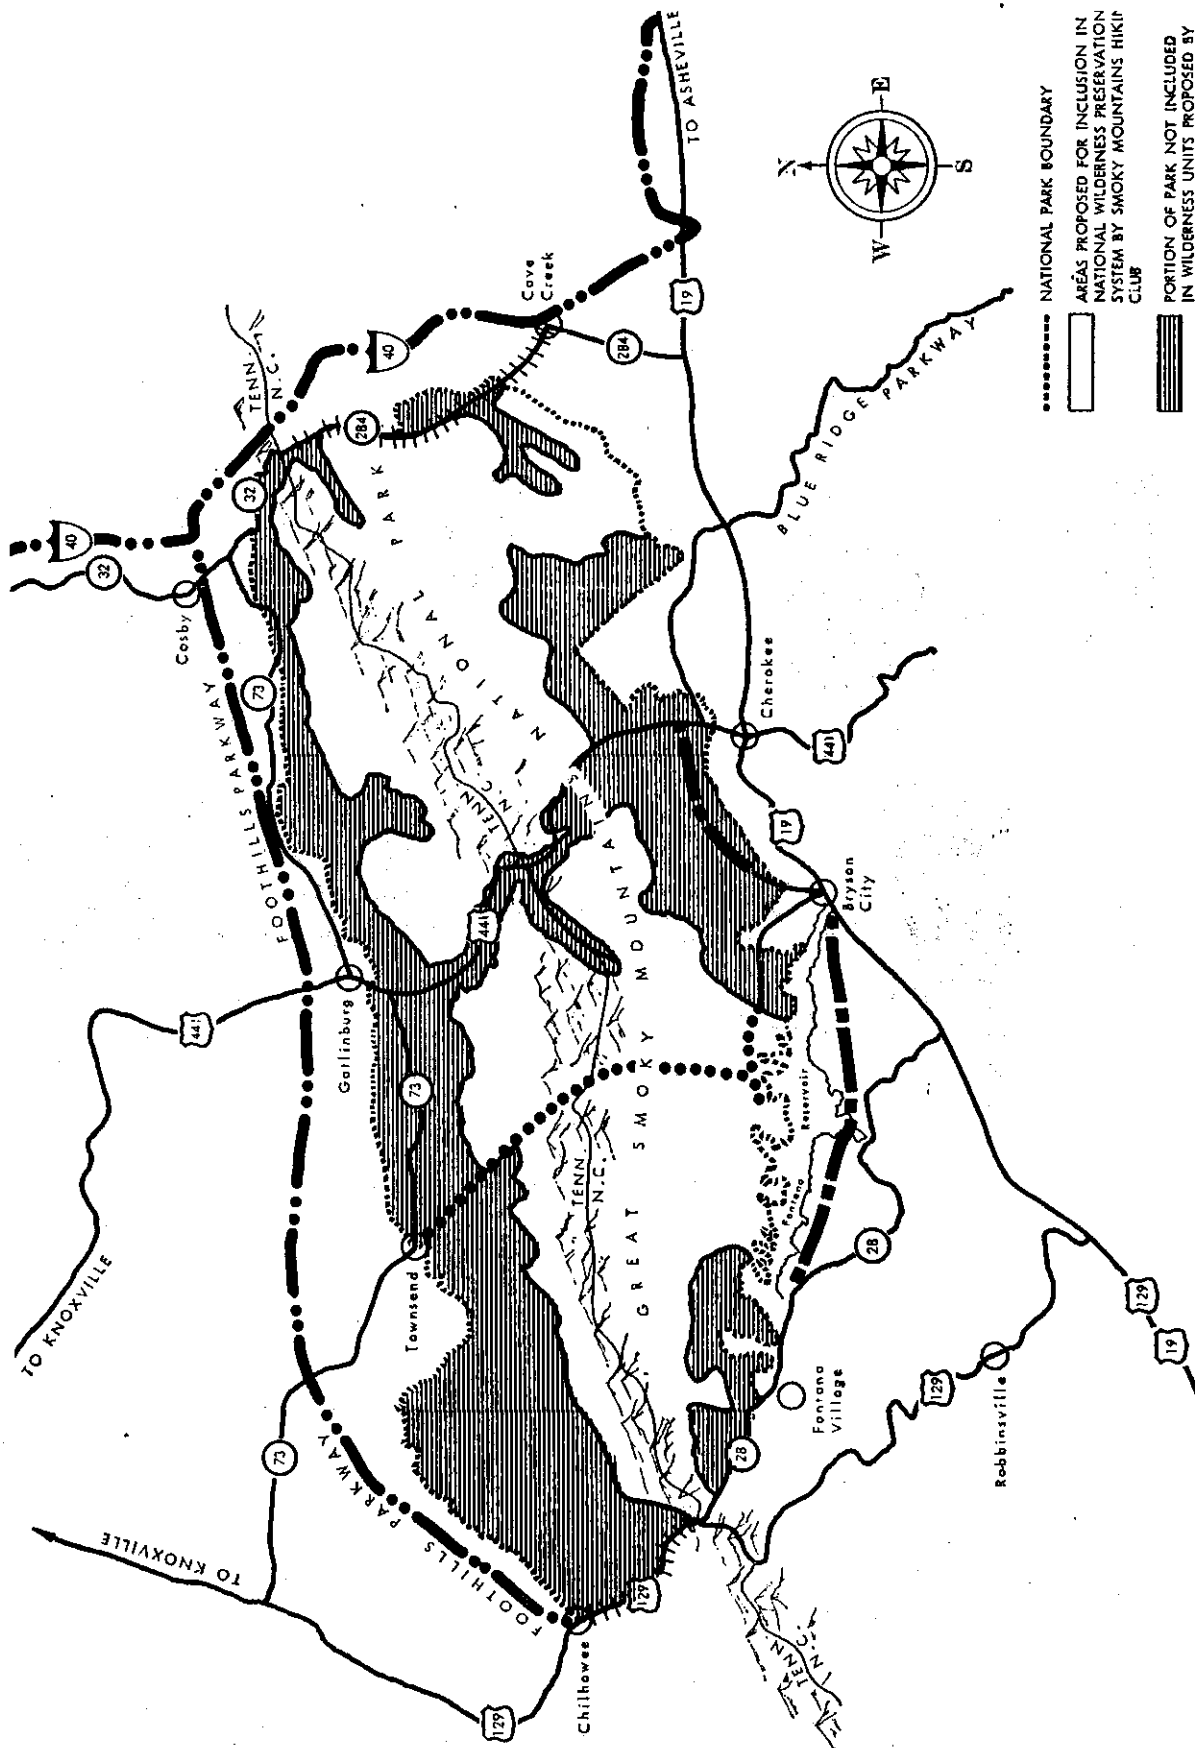 TO KNOXVILLE
TO KNOXVILLE
129
73
FOOTHILLS PARKWAY
Chilhowee
129
Townsend
73
441
Gatlinburg
FOOTHILLS PARKWAY
73
Cosby
32
40
32
TENN.
N.C.
40
284
Cave
Creek
284
19
TO ASHEVILLE
GREAT SMOKY MOUNTAINS NATIONAL PARK
TENN.
N.C.
441
TENN.
N.C.
TENN.
N.C.
28
Fontana
Village
Fontana
Reservoir
28
129
Robbinsville
19
129
Bryson
City
19
Cherokee
441
BLUE RIDGE PARKWAY
N
E
S
W
NATIONAL PARK BOUNDARY
AREAS PROPOSED FOR INCLUSION IN
NATIONAL WILDERNESS PRESERVATION
SYSTEM BY SMOKY MOUNTAINS HIKIN
CLUB
PORTION OF PARK NOT INCLUDED
IN WILDERNESS UNITS PROPOSED BY